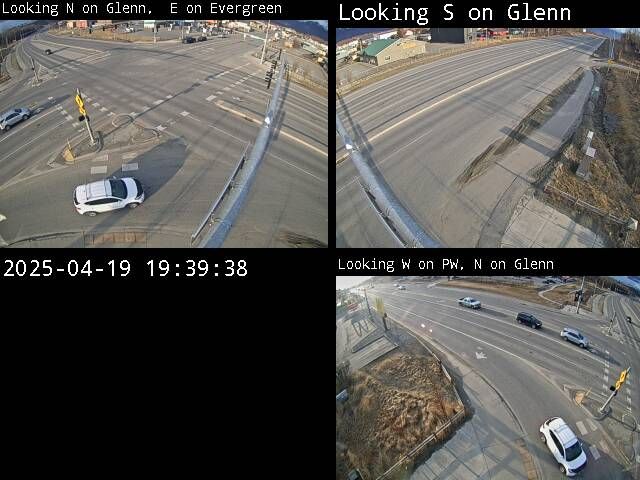 Looking N on Glenn,  E on Evergreen
Looking S on Glenn
2025-04-19 19:39:38
Looking W on PW, N on Glenn